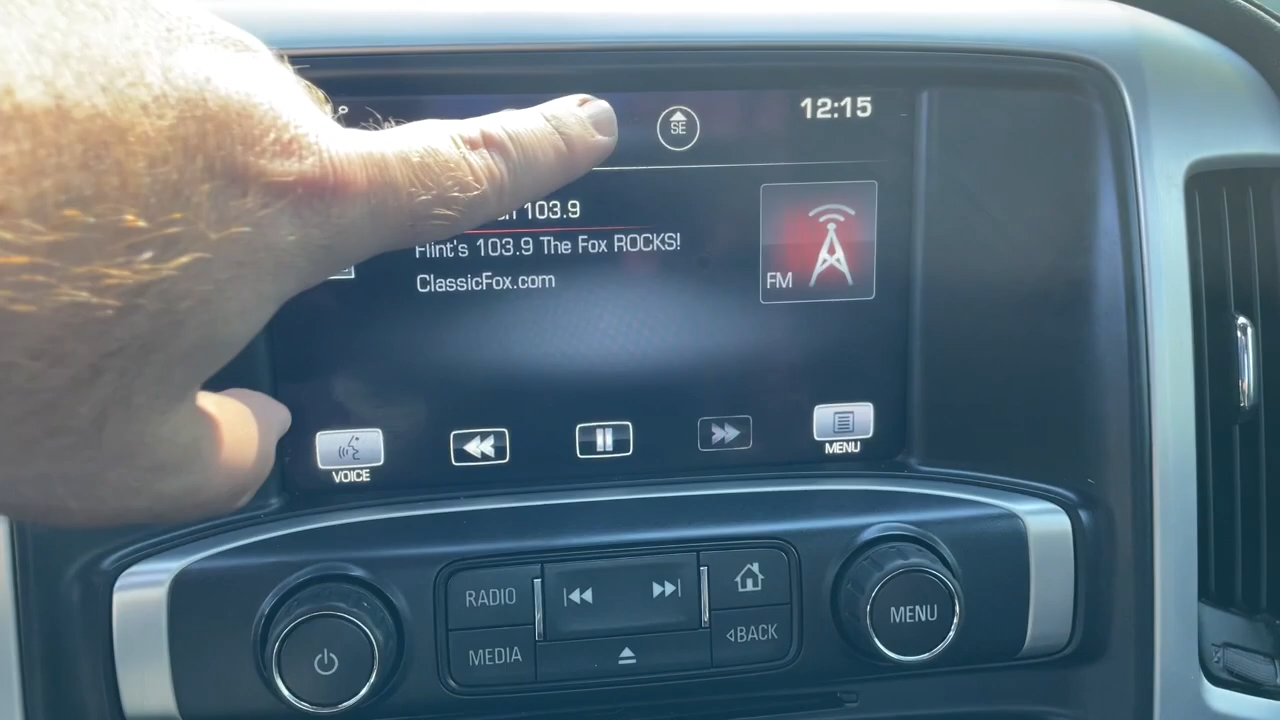 SE
12:15
103.9
Flint's 103.9 The Fox ROCKS!
ClassicFox.com
FM
VOICE
MENU
RADIO
MEDIA
BACK
MENU